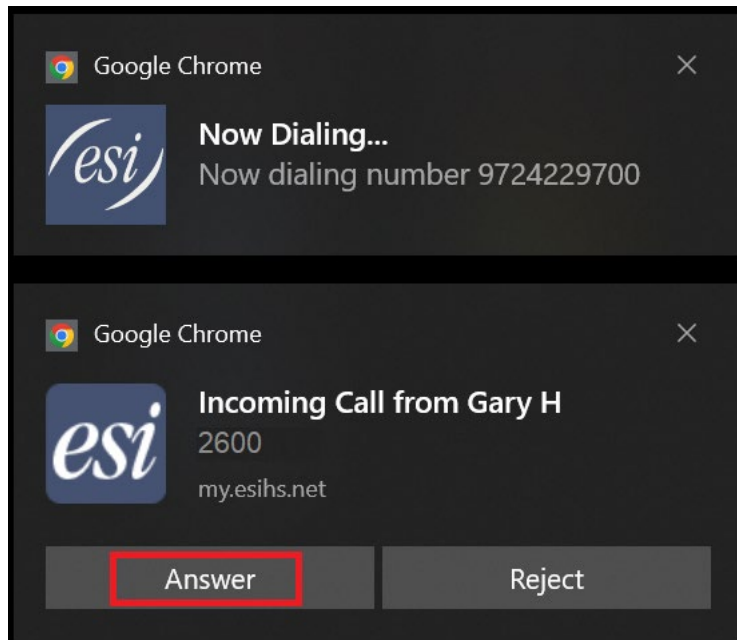 Google Chrome
esi
Now Dialing...
Now dialing number 9724229700
Google Chrome
esi
Incoming Call from Gary H
2600
my.esihs.net
Answer
Reject